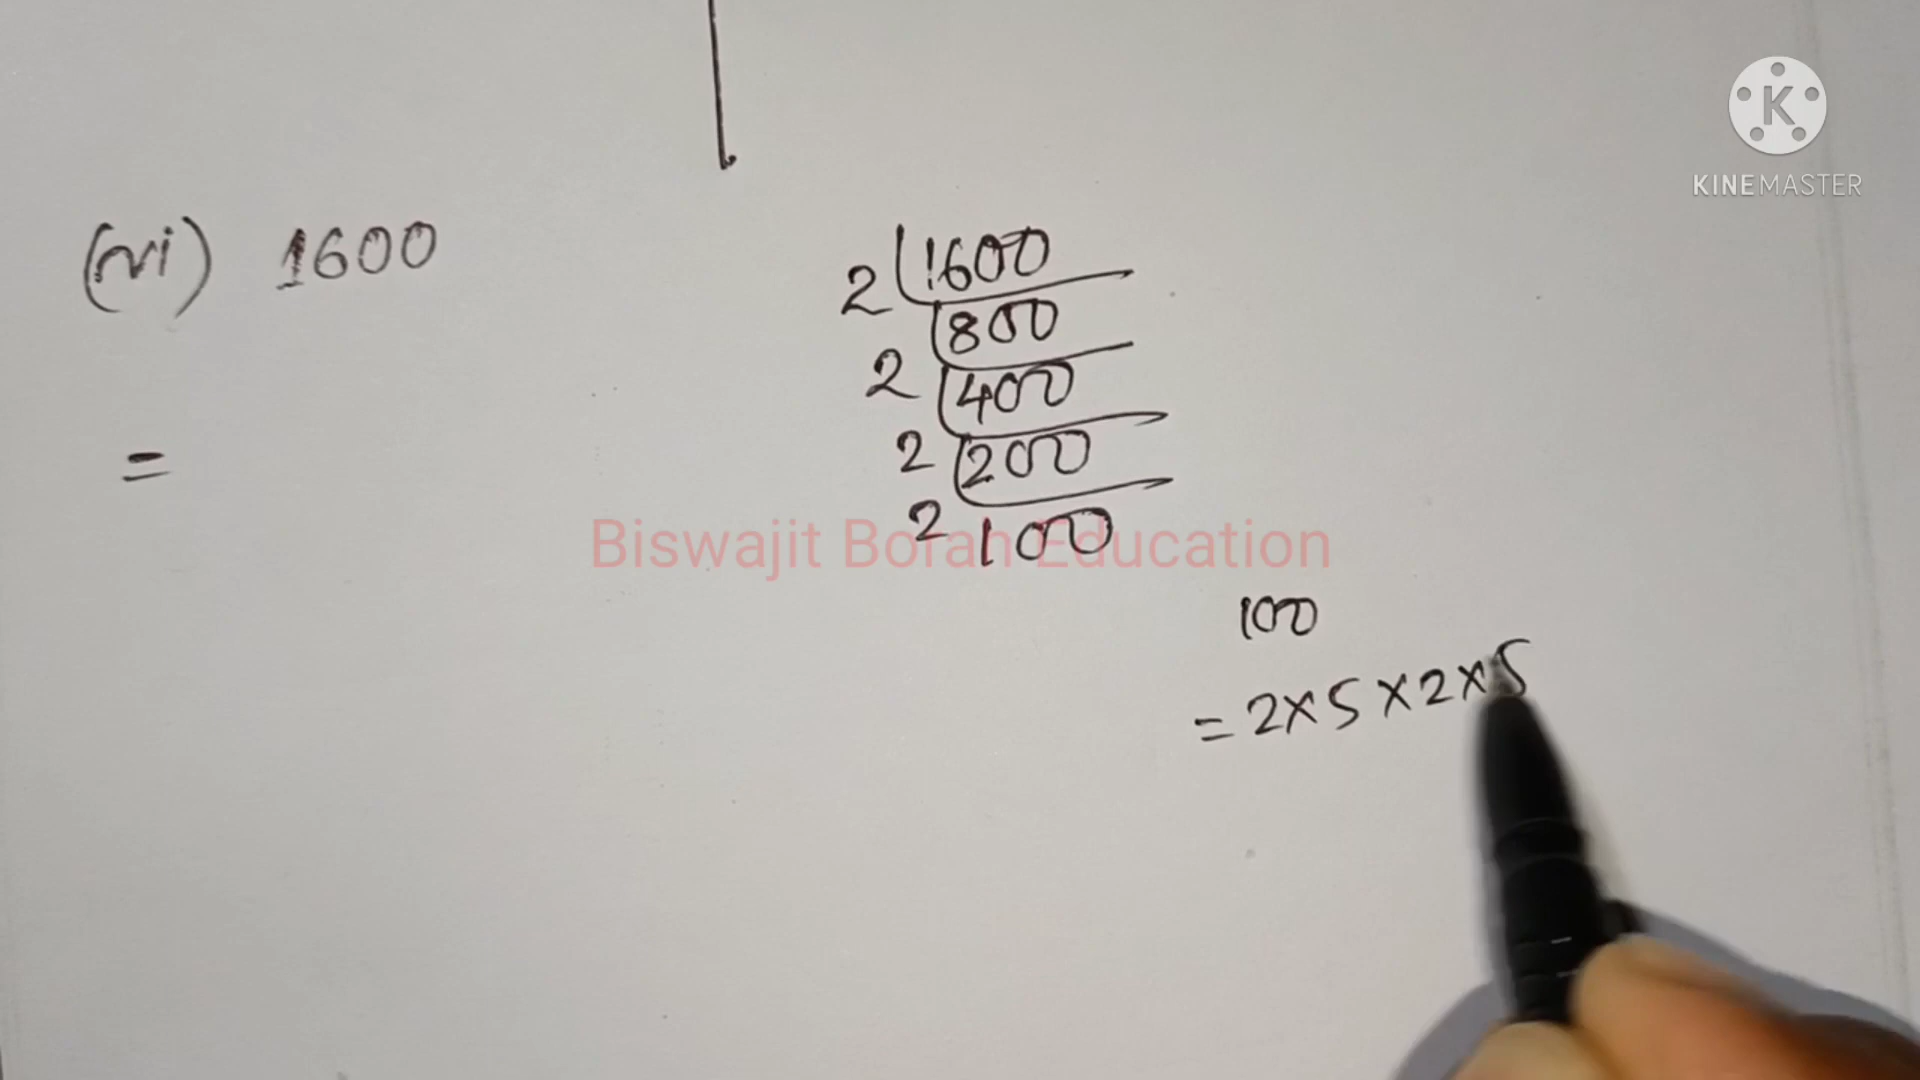 KINEMASTER
(vi) 1600
2 | 1600
2 | 800
2 | 400
2 | 200
2 100
=
Biswajit Borah Education
100
= 2×5×2×5